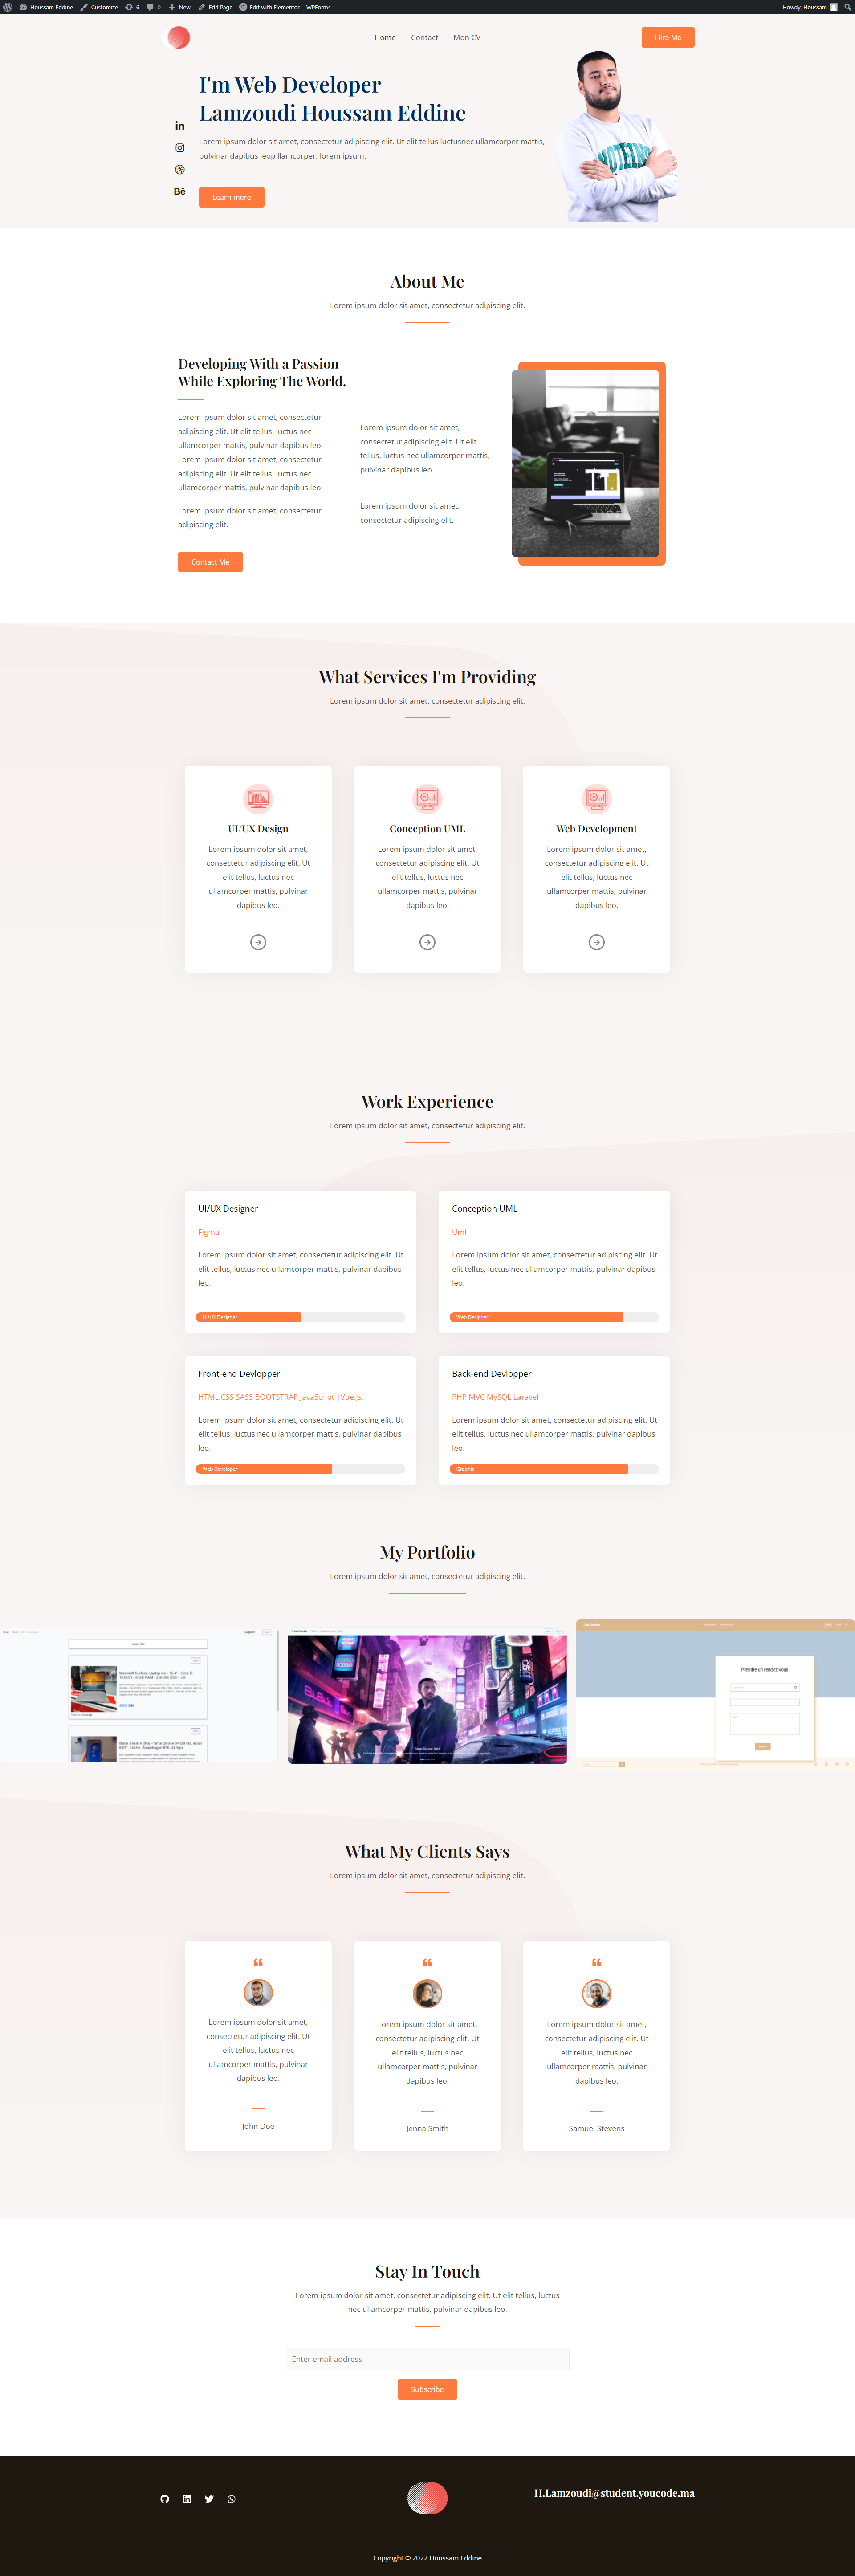 Houssam Eddine Customize 6 0 New Edit Page Edit with Elementor WPForms Howdy, Houssam
Home Contact Mon CV Hire Me
I'm Web Developer
Lamzoudi Houssam Eddine
Lorem ipsum dolor sit amet, consectetur adipiscing elit. Ut elit tellus luctusnec ullamcorper mattis,
pulvinar dapibus leop llamcorper, lorem ipsum.
Learn more
About Me
Lorem ipsum dolor sit amet, consectetur adipiscing elit.
Developing With a Passion
While Exploring The World.
Lorem ipsum dolor sit amet, consectetur
adipiscing elit. Ut elit tellus, luctus nec
ullamcorper mattis, pulvinar dapibus leo.
Lorem ipsum dolor sit amet, consectetur
adipiscing elit. Ut elit tellus, luctus nec
ullamcorper mattis, pulvinar dapibus leo.
Lorem ipsum dolor sit amet, consectetur
adipiscing elit.
Contact Me
Lorem ipsum dolor sit amet,
consectetur adipiscing elit. Ut elit
tellus, luctus nec ullamcorper mattis,
pulvinar dapibus leo.
Lorem ipsum dolor sit amet,
consectetur adipiscing elit.
What Services I'm Providing
Lorem ipsum dolor sit amet, consectetur adipiscing elit.
UI/UX Design
Lorem ipsum dolor sit amet,
consectetur adipiscing elit. Ut
elit tellus, luctus nec
ullamcorper mattis, pulvinar
dapibus leo.
Conception UML
Lorem ipsum dolor sit amet,
consectetur adipiscing elit. Ut
elit tellus, luctus nec
ullamcorper mattis, pulvinar
dapibus leo.
Web Development
Lorem ipsum dolor sit amet,
consectetur adipiscing elit. Ut
elit tellus, luctus nec
ullamcorper mattis, pulvinar
dapibus leo.
Work Experience
Lorem ipsum dolor sit amet, consectetur adipiscing elit.
UI/UX Designer
Figma
Lorem ipsum dolor sit amet, consectetur adipiscing elit. Ut
elit tellus, luctus nec ullamcorper mattis, pulvinar dapibus
leo.
UI/UX Designer
Conception UML
Uml
Lorem ipsum dolor sit amet, consectetur adipiscing elit. Ut
elit tellus, luctus nec ullamcorper mattis, pulvinar dapibus
leo.
Web Designer
Front-end Devlopper
HTML CSS SASS BOOTSTRAP JavaScript |Vue.js.
Lorem ipsum dolor sit amet, consectetur adipiscing elit. Ut
elit tellus, luctus nec ullamcorper mattis, pulvinar dapibus
leo.
Web Developer
Back-end Devlopper
PHP MVC MySQL Laravel
Lorem ipsum dolor sit amet, consectetur adipiscing elit. Ut
elit tellus, luctus nec ullamcorper mattis, pulvinar dapibus
leo.
Graphic
My Portfolio
Lorem ipsum dolor sit amet, consectetur adipiscing elit.
Prendre un rendez-vous
What My Clients Says
Lorem ipsum dolor sit amet, consectetur adipiscing elit.
Lorem ipsum dolor sit amet,
consectetur adipiscing elit. Ut
elit tellus, luctus nec
ullamcorper mattis, pulvinar
dapibus leo.
John Doe
Lorem ipsum dolor sit amet,
consectetur adipiscing elit. Ut
elit tellus, luctus nec
ullamcorper mattis, pulvinar
dapibus leo.
Jenna Smith
Lorem ipsum dolor sit amet,
consectetur adipiscing elit. Ut
elit tellus, luctus nec
ullamcorper mattis, pulvinar
dapibus leo.
Samuel Stevens
Stay In Touch
Lorem ipsum dolor sit amet, consectetur adipiscing elit. Ut elit tellus, luctus
nec ullamcorper mattis, pulvinar dapibus leo.
Enter email address
Subscribe
H.Lamzoudi@student.youcode.ma
Copyright © 2022 Houssam Eddine